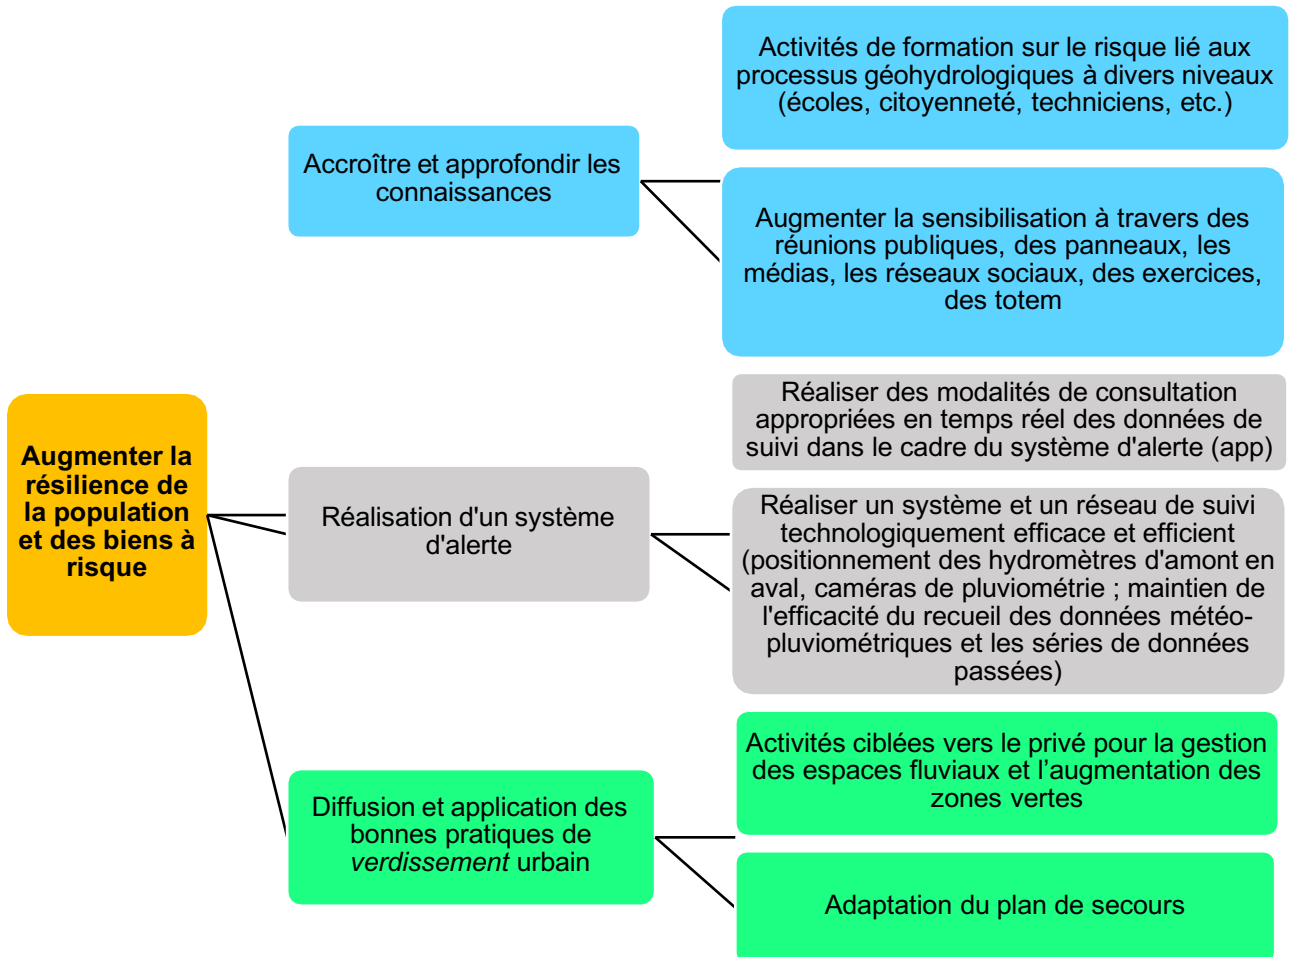 Activités de formation sur le risque lié aux
processus géohydrologiques à divers niveaux
(écoles, citoyenneté, techniciens, etc.)
Accroître et approfondir les
connaissances
Augmenter la sensibilisation à travers des
réunions publiques, des panneaux, les
médias, les réseaux sociaux, des exercices,
des totem
Augmenter la
résilience de
la population
et des biens à
risque
Réaliser des modalités de consultation
appropriées en temps réel des données de
suivi dans le cadre du système d'alerte (app)
Réalisation d'un système
d'alerte
Réaliser un système et un réseau de suivi
technologiquement efficace et efficient
(positionnement des hydromètres d'amont en
aval, caméras de pluviométrie ; maintien de
l'efficacité du recueil des données météo-
pluviométriques et les séries de données
passées)
Activités ciblées vers le privé pour la gestion
des espaces fluviaux et l’augmentation des
zones vertes
Diffusion et application des
bonnes pratiques de
verdissement urbain
Adaptation du plan de secours